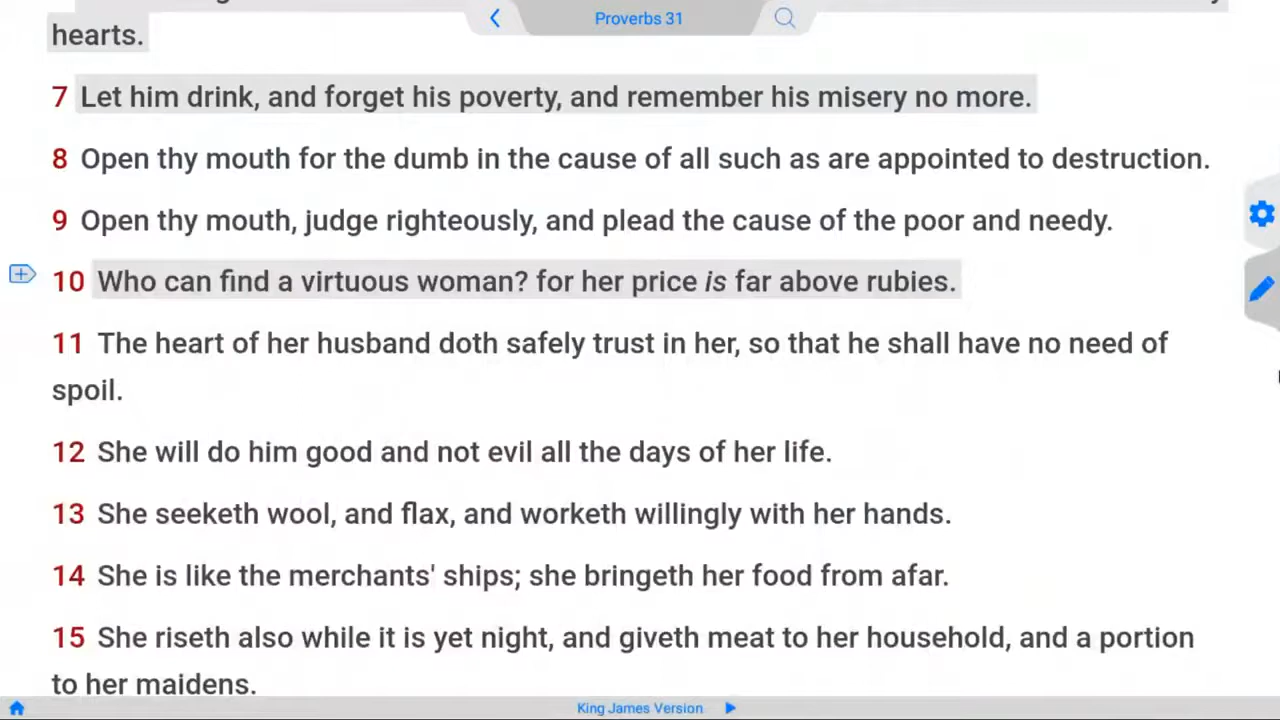 Proverbs 31
hearts.
7 Let him drink, and forget his poverty, and remember his misery no more.
8 Open thy mouth for the dumb in the cause of all such as are appointed to destruction.
9 Open thy mouth, judge righteously, and plead the cause of the poor and needy.
10 Who can find a virtuous woman? for her price is far above rubies.
11 The heart of her husband doth safely trust in her, so that he shall have no need of
spoil.
12 She will do him good and not evil all the days of her life.
13 She seeketh wool, and flax, and worketh willingly with her hands.
14 She is like the merchants' ships; she bringeth her food from afar.
15 She riseth also while it is yet night, and giveth meat to her household, and a portion
to her maidens.
King James Version